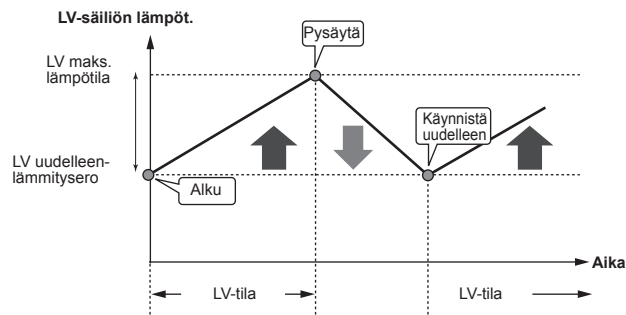 LV-säiliön lämpöt.
Pysäytä
LV maks.
lämpötila
Käynnistä
uudelleen
LV uudelleen-
lämmitysero
Alku
Aika
LV-tila
LV-tila